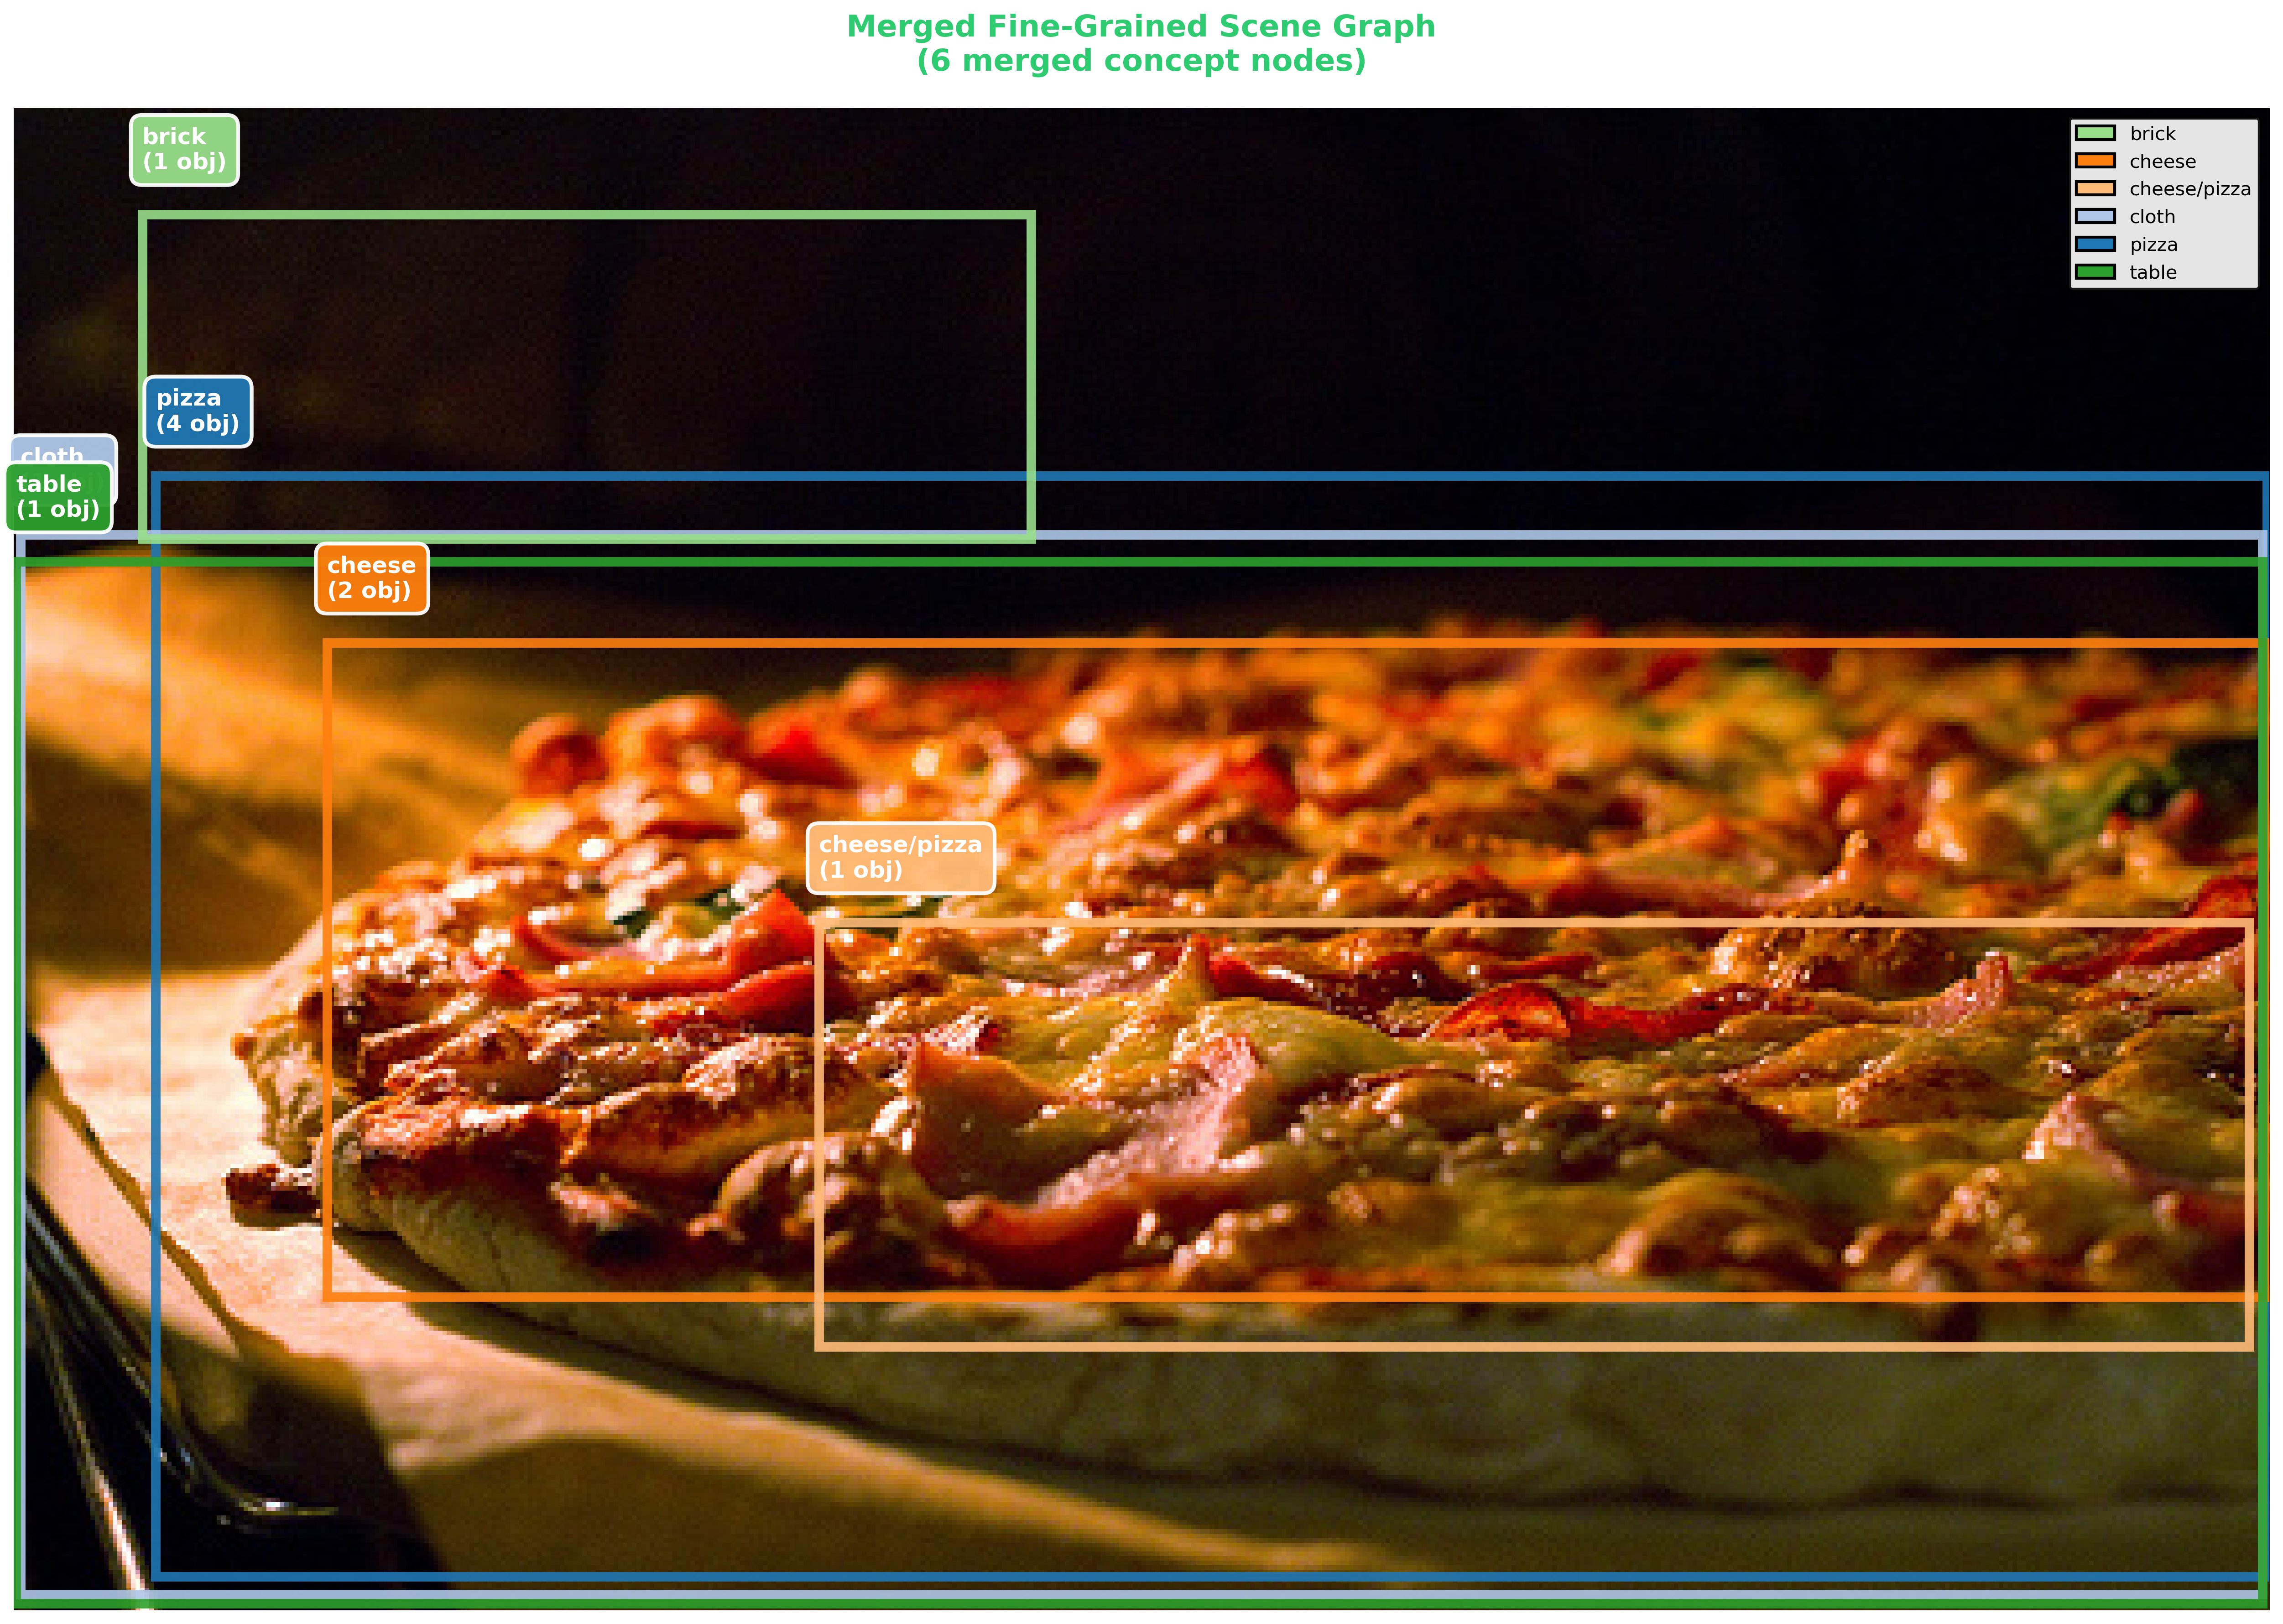 Merged Fine-Grained Scene Graph
(6 merged concept nodes)
brick
(1 obj)
brick
cheese
cheese/pizza
cloth
pizza
table
pizza
(4 obj)
cloth
table
(1 obj)
cheese
(2 obj)
cheese/pizza
(1 obj)